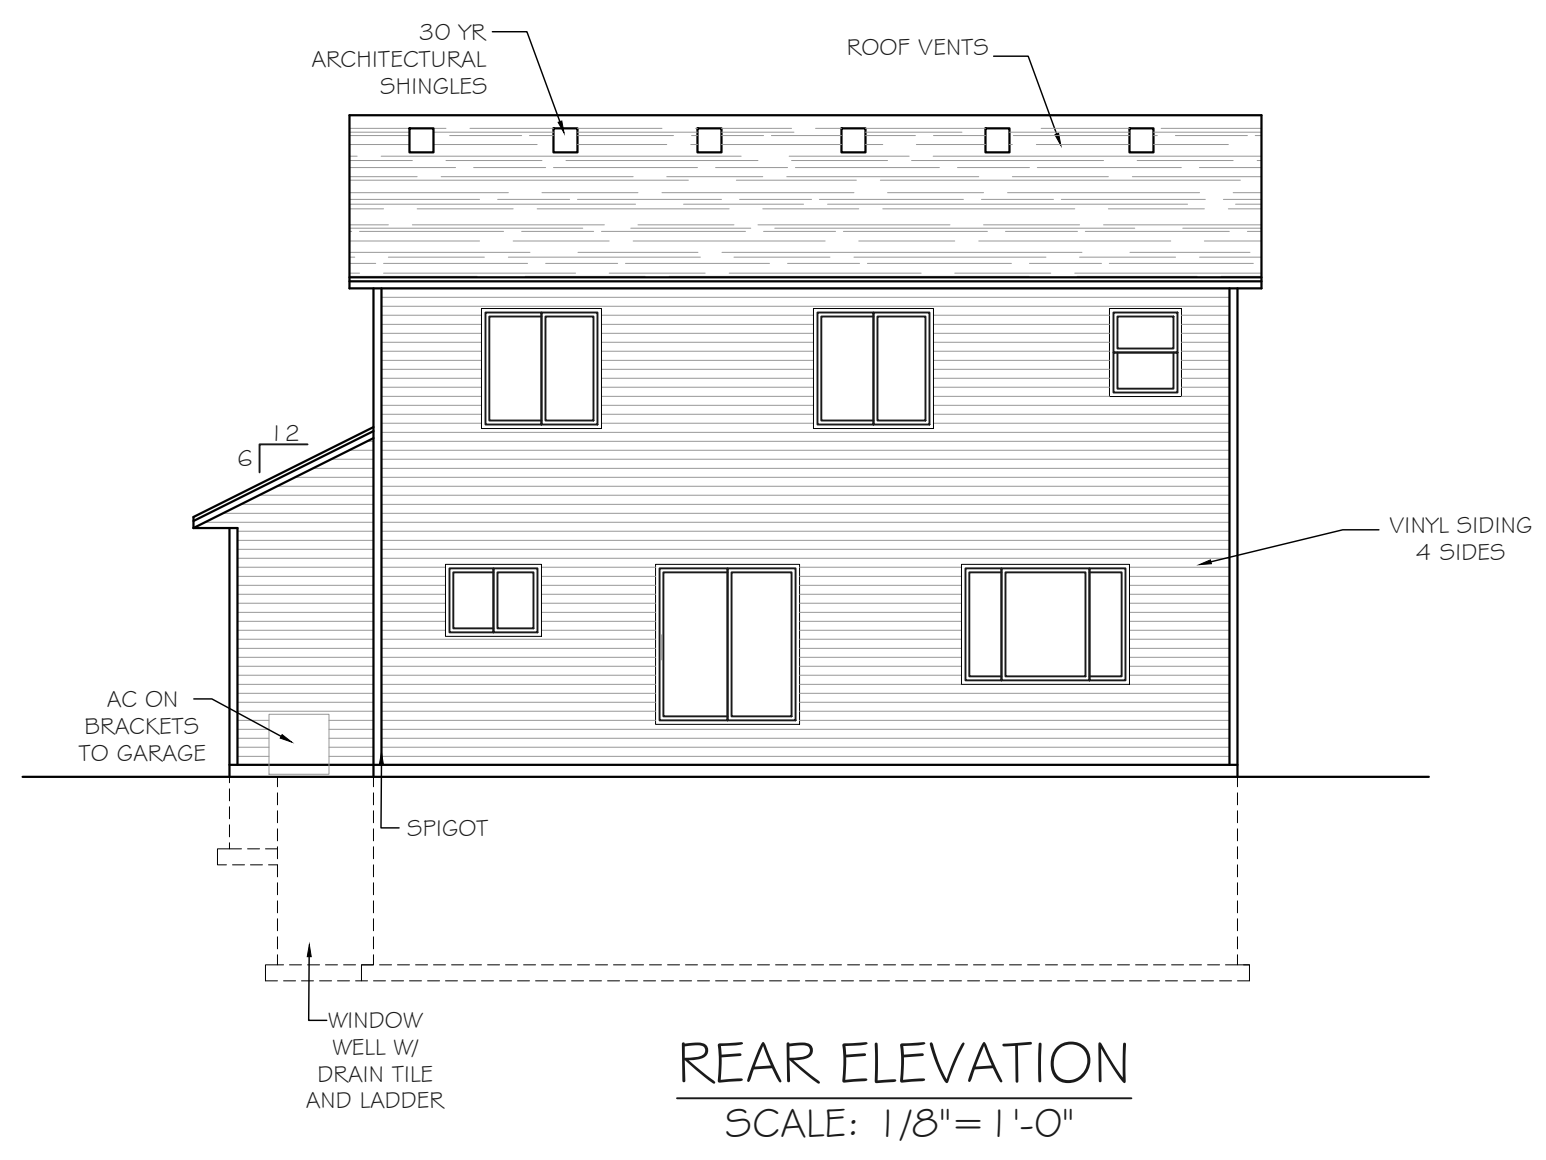 30 YR
ARCHITECTURAL
SHINGLES
ROOF VENTS
12
6
VINYL SIDING
4 SIDES
AC ON
BRACKETS
TO GARAGE
SPIGOT
WINDOW
WELL W/
DRAIN TILE
AND LADDER
REAR ELEVATION
SCALE: 1/8"=1'-0"